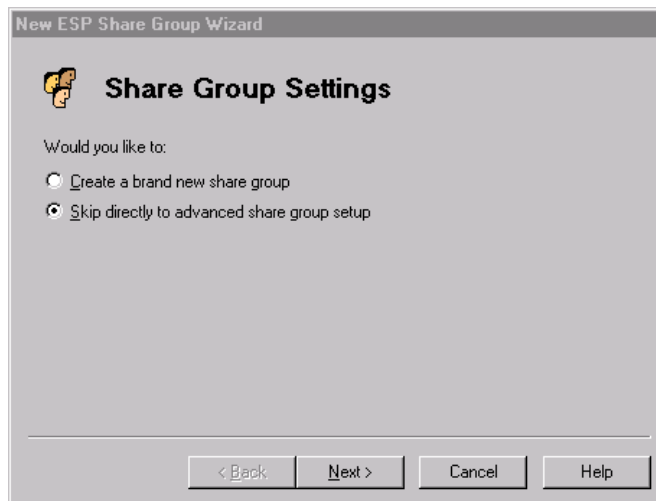 New ESP Share Group Wizard
Share Group Settings
Would you like to:
Create a brand new share group
Skip directly to advanced share group setup
< Back
Next >
Cancel
Help